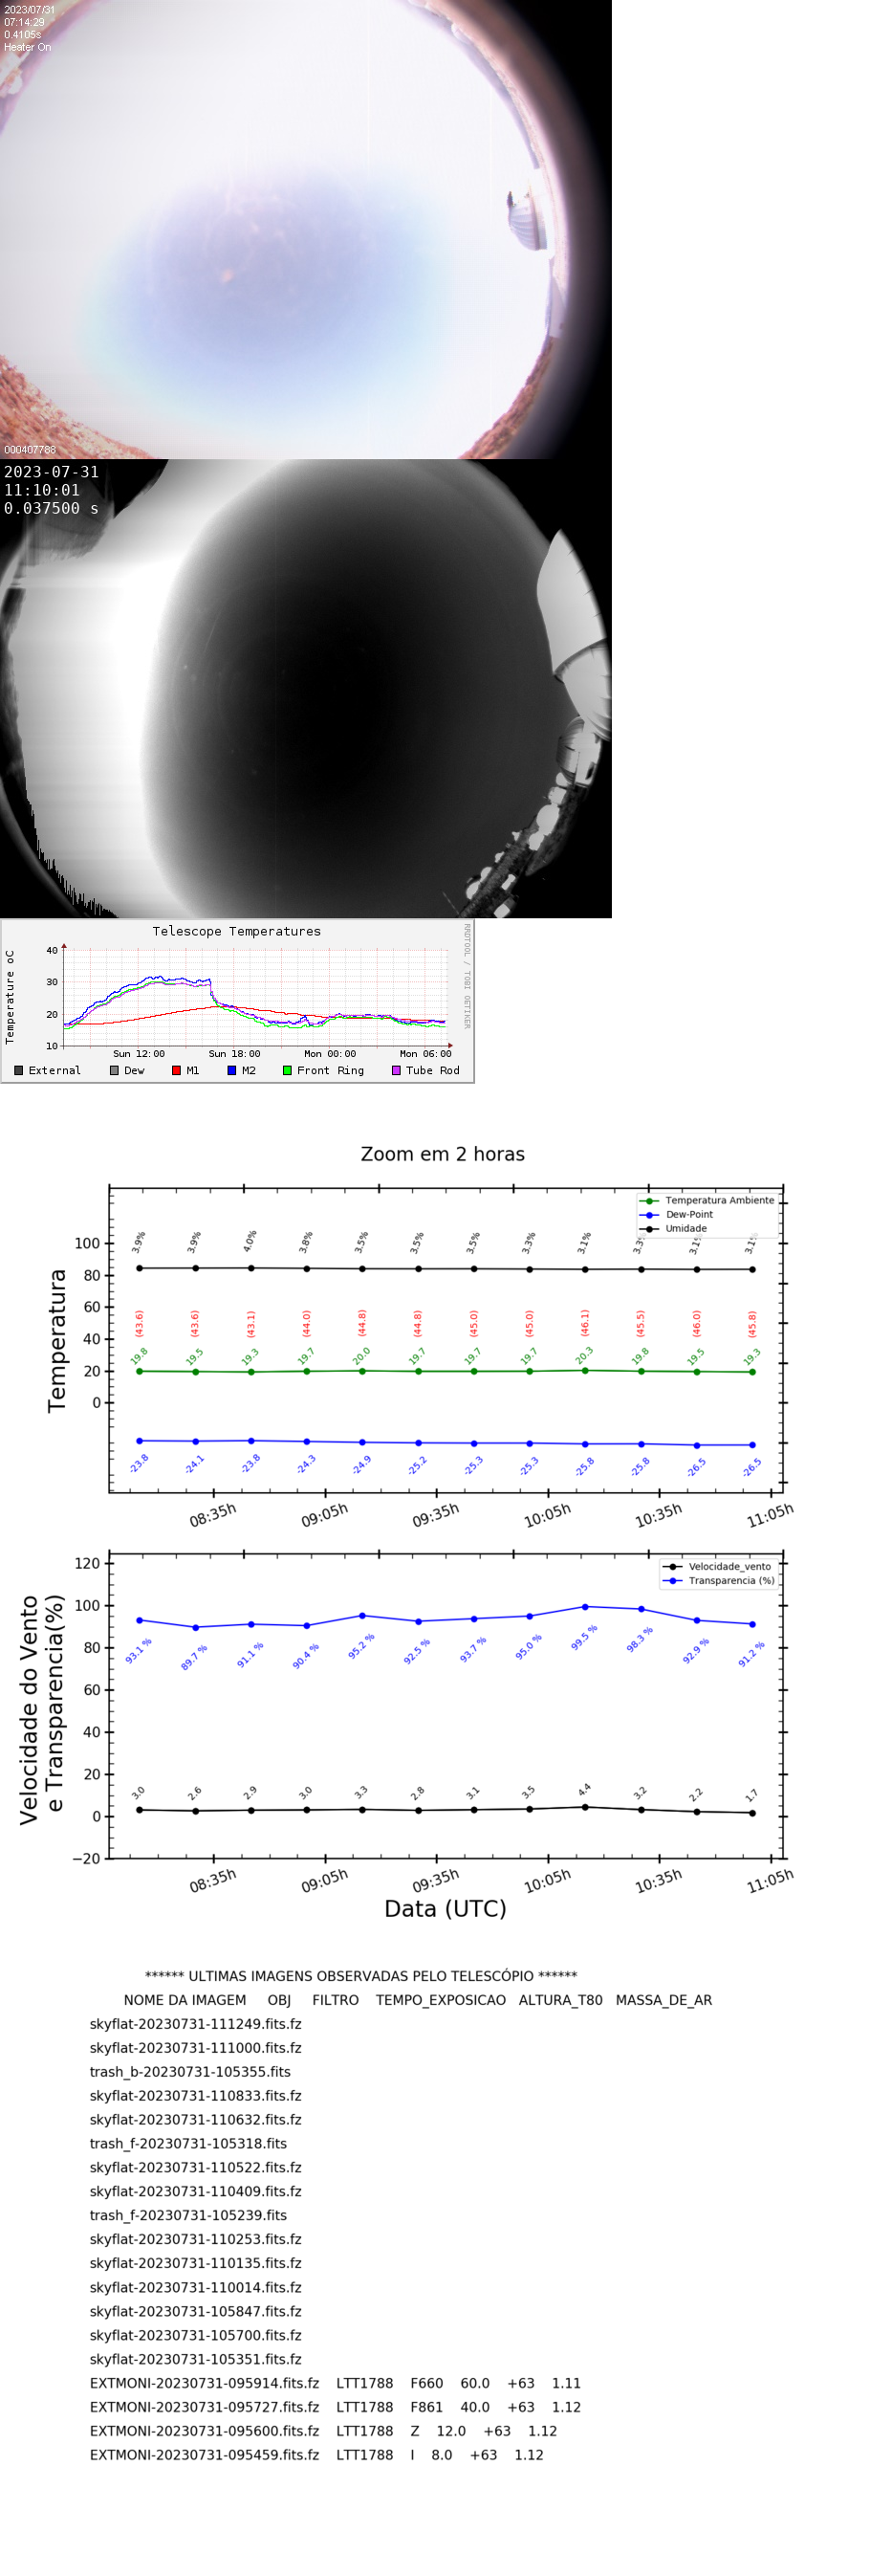 2023/07/31
07:14:29
0.4105s
Heater On
000407788
2023-07-31
11:10:01
0.037500 s
Telescope Temperatures
RRDTOOL / TOBI OETIKER
Temperature oC
40
30
20
10
Sun 12:00 Sun 18:00 Mon 00:00 Mon 06:00
External Dew M1 M2 Front Ring Tube Rod
Zoom em 2 horas
Temperatura Ambiente
Dew-Point
Umidade
Temperatura
100
80
60
40
20
0
3.9% 3.9% 4.0% 3.8% 3.5% 3.5% 3.5% 3.3% 3.1% 3.3% 3.1% 3.1%
(43.6) (43.6) (43.1) (44.0) (44.8) (44.8) (45.0) (45.0) (46.1) (45.5) (46.0) (45.8)
19.8 19.5 19.3 19.7 20.0 19.7 19.7 19.7 20.3 19.8 19.5 19.3
-23.8 -24.1 -23.8 -24.3 -24.9 -25.2 -25.3 -25.3 -25.8 -25.8 -26.5 -26.5
08:35h 09:05h 09:35h 10:05h 10:35h 11:05h
Velocidade_vento
Transparencia (%)
Velocidade do Vento
e Transparencia(%)
120
100
80
60
40
20
0
−20
93.1 % 89.7 % 91.1 % 90.4 % 95.2 % 92.5 % 93.7 % 95.0 % 99.5 % 98.3 % 92.9 % 91.2 %
3.0 2.6 2.9 3.0 3.3 2.8 3.1 3.5 4.4 3.2 2.2 1.7
08:35h 09:05h 09:35h 10:05h 10:35h 11:05h
Data (UTC)
****** ULTIMAS IMAGENS OBSERVADAS PELO TELESCÓPIO ******
NOME DA IMAGEM OBJ FILTRO TEMPO_EXPOSICAO ALTURA_T80 MASSA_DE_AR
skyflat-20230731-111249.fits.fz
skyflat-20230731-111000.fits.fz
trash_b-20230731-105355.fits
skyflat-20230731-110833.fits.fz
skyflat-20230731-110632.fits.fz
trash_f-20230731-105318.fits
skyflat-20230731-110522.fits.fz
skyflat-20230731-110409.fits.fz
trash_f-20230731-105239.fits
skyflat-20230731-110253.fits.fz
skyflat-20230731-110135.fits.fz
skyflat-20230731-110014.fits.fz
skyflat-20230731-105847.fits.fz
skyflat-20230731-105700.fits.fz
skyflat-20230731-105351.fits.fz
EXTMONI-20230731-095914.fits.fz LTT1788 F660 60.0 +63 1.11
EXTMONI-20230731-095727.fits.fz LTT1788 F861 40.0 +63 1.12
EXTMONI-20230731-095600.fits.fz LTT1788 Z 12.0 +63 1.12
EXTMONI-20230731-095459.fits.fz LTT1788 I 8.0 +63 1.12